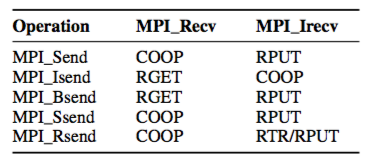 Operation MPI_Recv MPI_Irecv
MPI_Send COOP RPUT
MPI_Isend RGET COOP
MPI_Bsend RGET RPUT
MPI_Ssend COOP RPUT
MPI_Rsend COOP RTR/RPUT